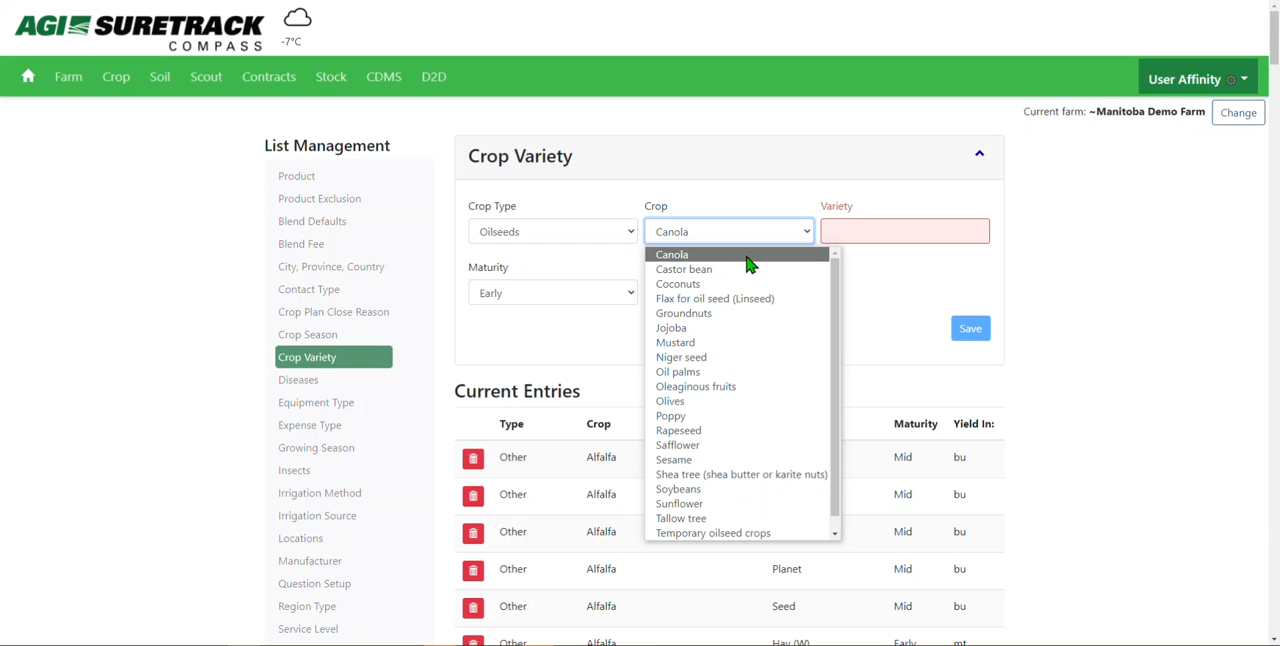 AGI SURETRACK
COMPASS
-7°C
Farm Crop Soil Scout Contracts Stock CDMS D2D
User Affinity
Current farm: ~Manitoba Demo Farm Change
List Management
Product
Product Exclusion
Blend Defaults
Blend Fee
City, Province, Country
Contact Type
Crop Plan Close Reason
Crop Season
Crop Variety
Diseases
Equipment Type
Expense Type
Growing Season
Insects
Irrigation Method
Irrigation Source
Locations
Manufacturer
Question Setup
Region Type
Service Level
Crop Variety
Crop Type Crop Variety
Oilseeds Canola
Maturity
Early
Canola
Castor bean
Coconuts
Flax for oil seed (Linseed)
Groundnuts
Jojoba
Mustard
Niger seed
Oil palms
Oleaginous fruits
Olives
Poppy
Rapeseed
Safflower
Sesame
Shea tree (shea butter or karite nuts)
Soybeans
Sunflower
Tallow tree
Temporary oilseed crops
Save
Current Entries
Type Crop Maturity Yield In:
Other Alfalfa Mid bu
Other Alfalfa Mid bu
Other Alfalfa Mid bu
Other Alfalfa Planet Mid bu
Other Alfalfa Seed Mid bu
Other Alfalfa Hay (W) Early mt